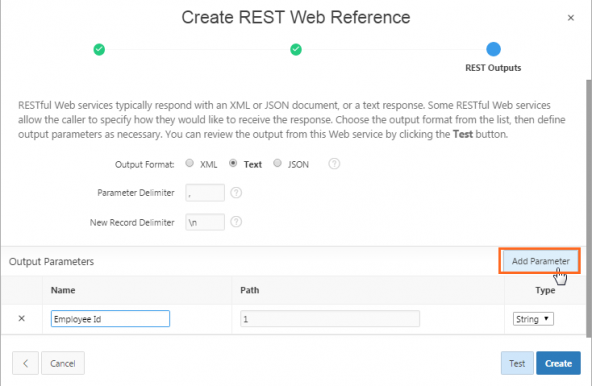 Create REST Web Reference
×
REST Outputs
RESTful Web services typically respond with an XML or JSON document, or a text response. Some RESTful Web services
allow the caller to specify how they would like to receive the response. Choose the output format from the list, then define
output parameters as necessary. You can review the output from this Web service by clicking the Test button.
Output Format: XML Text JSON ?
Parameter Delimiter , ?
New Record Delimiter \n ?
Output Parameters Add Parameter
Name Path Type
× Employee Id 1 String
< Cancel Test Create